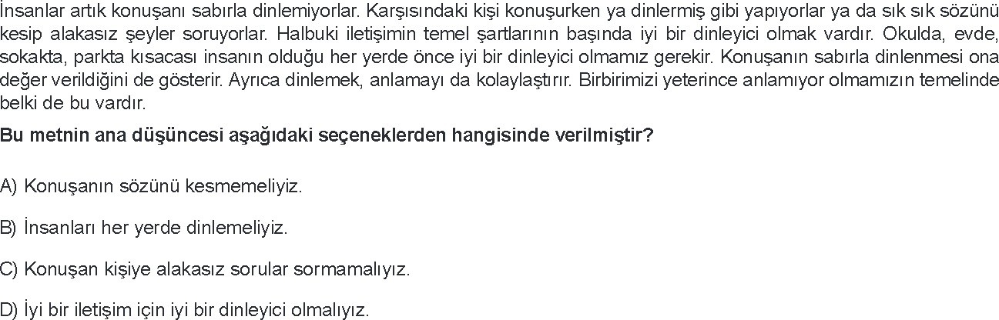 İnsanlar artık konuşanı sabırla dinlemiyorlar. Karşısındaki kişi konuşurken ya dinlermiş gibi yapıyorlar ya da sık sık sözünü
kesip alakasız şeyler soruyorlar. Halbuki iletişimin temel şartlarının başında iyi bir dinleyici olmak vardır. Okulda, evde,
sokakta, parkta kısacası insanın olduğu her yerde önce iyi bir dinleyici olmamız gerekir. Konuşanın sabırla dinlenmesi ona
değer verildiğini de gösterir. Ayrıca dinlemek, anlamayı da kolaylaştırır. Birbirimizi yeterince anlamıyor olmamızın temelinde
belki de bu vardır.
Bu metnin ana düşüncesi aşağıdaki seçeneklerden hangisinde verilmiştir?
A) Konuşanın sözünü kesmemeliyiz.
B) İnsanları her yerde dinlemeliyiz.
C) Konuşan kişiye alakasız sorular sormamalıyız.
D) İyi bir iletişim için iyi bir dinleyici olmalıyız.